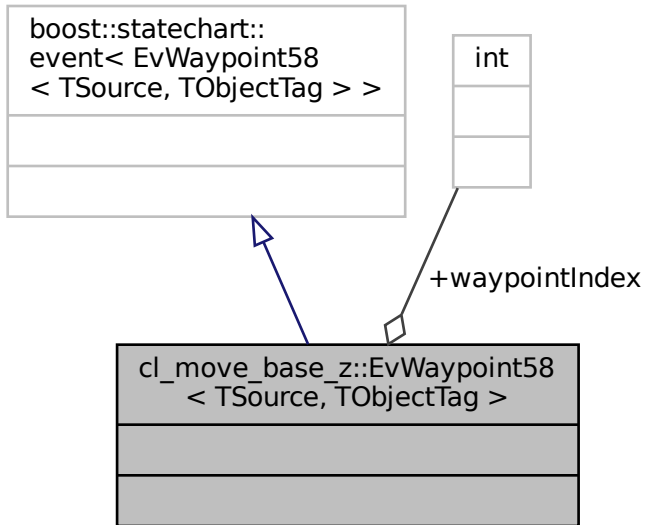 boost::statechart::
event< EvWaypoint58
< TSource, TObjectTag > >
int
+waypointIndex
cl_move_base_z::EvWaypoint58
< TSource, TObjectTag >